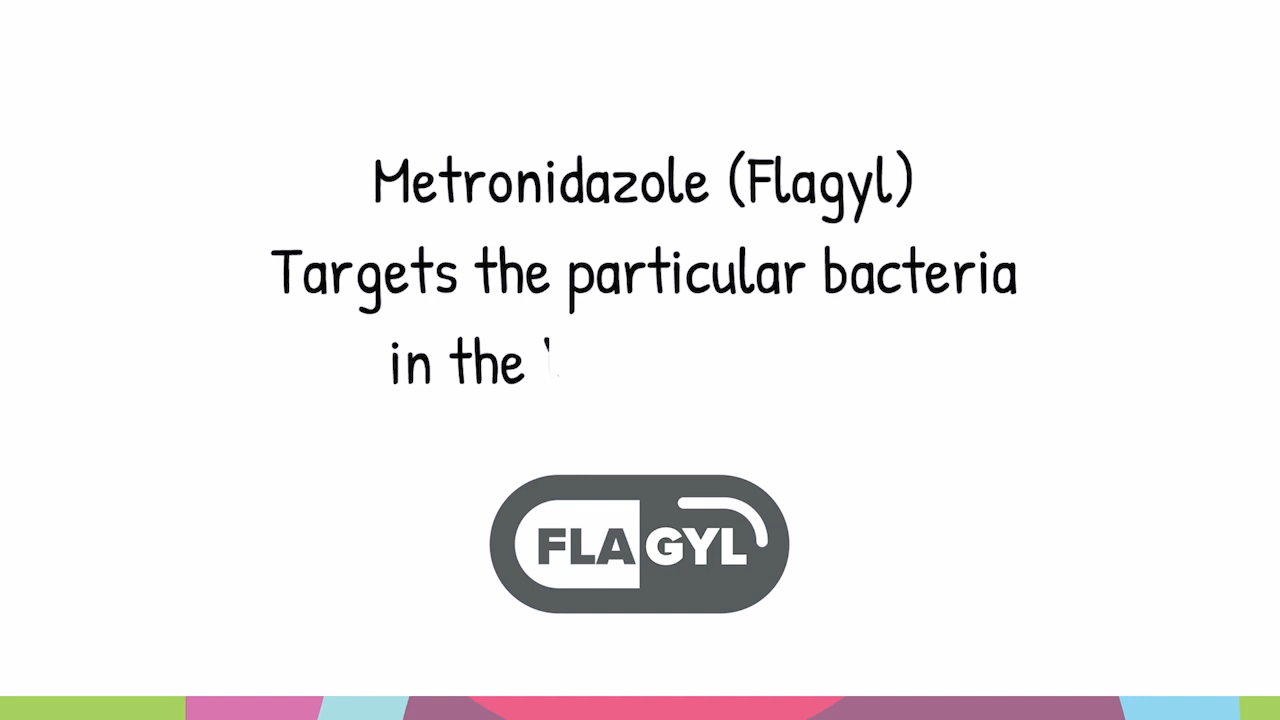 Metronidazole (Flagyl)
Targets the particular bacteria
in the
FLAGYL